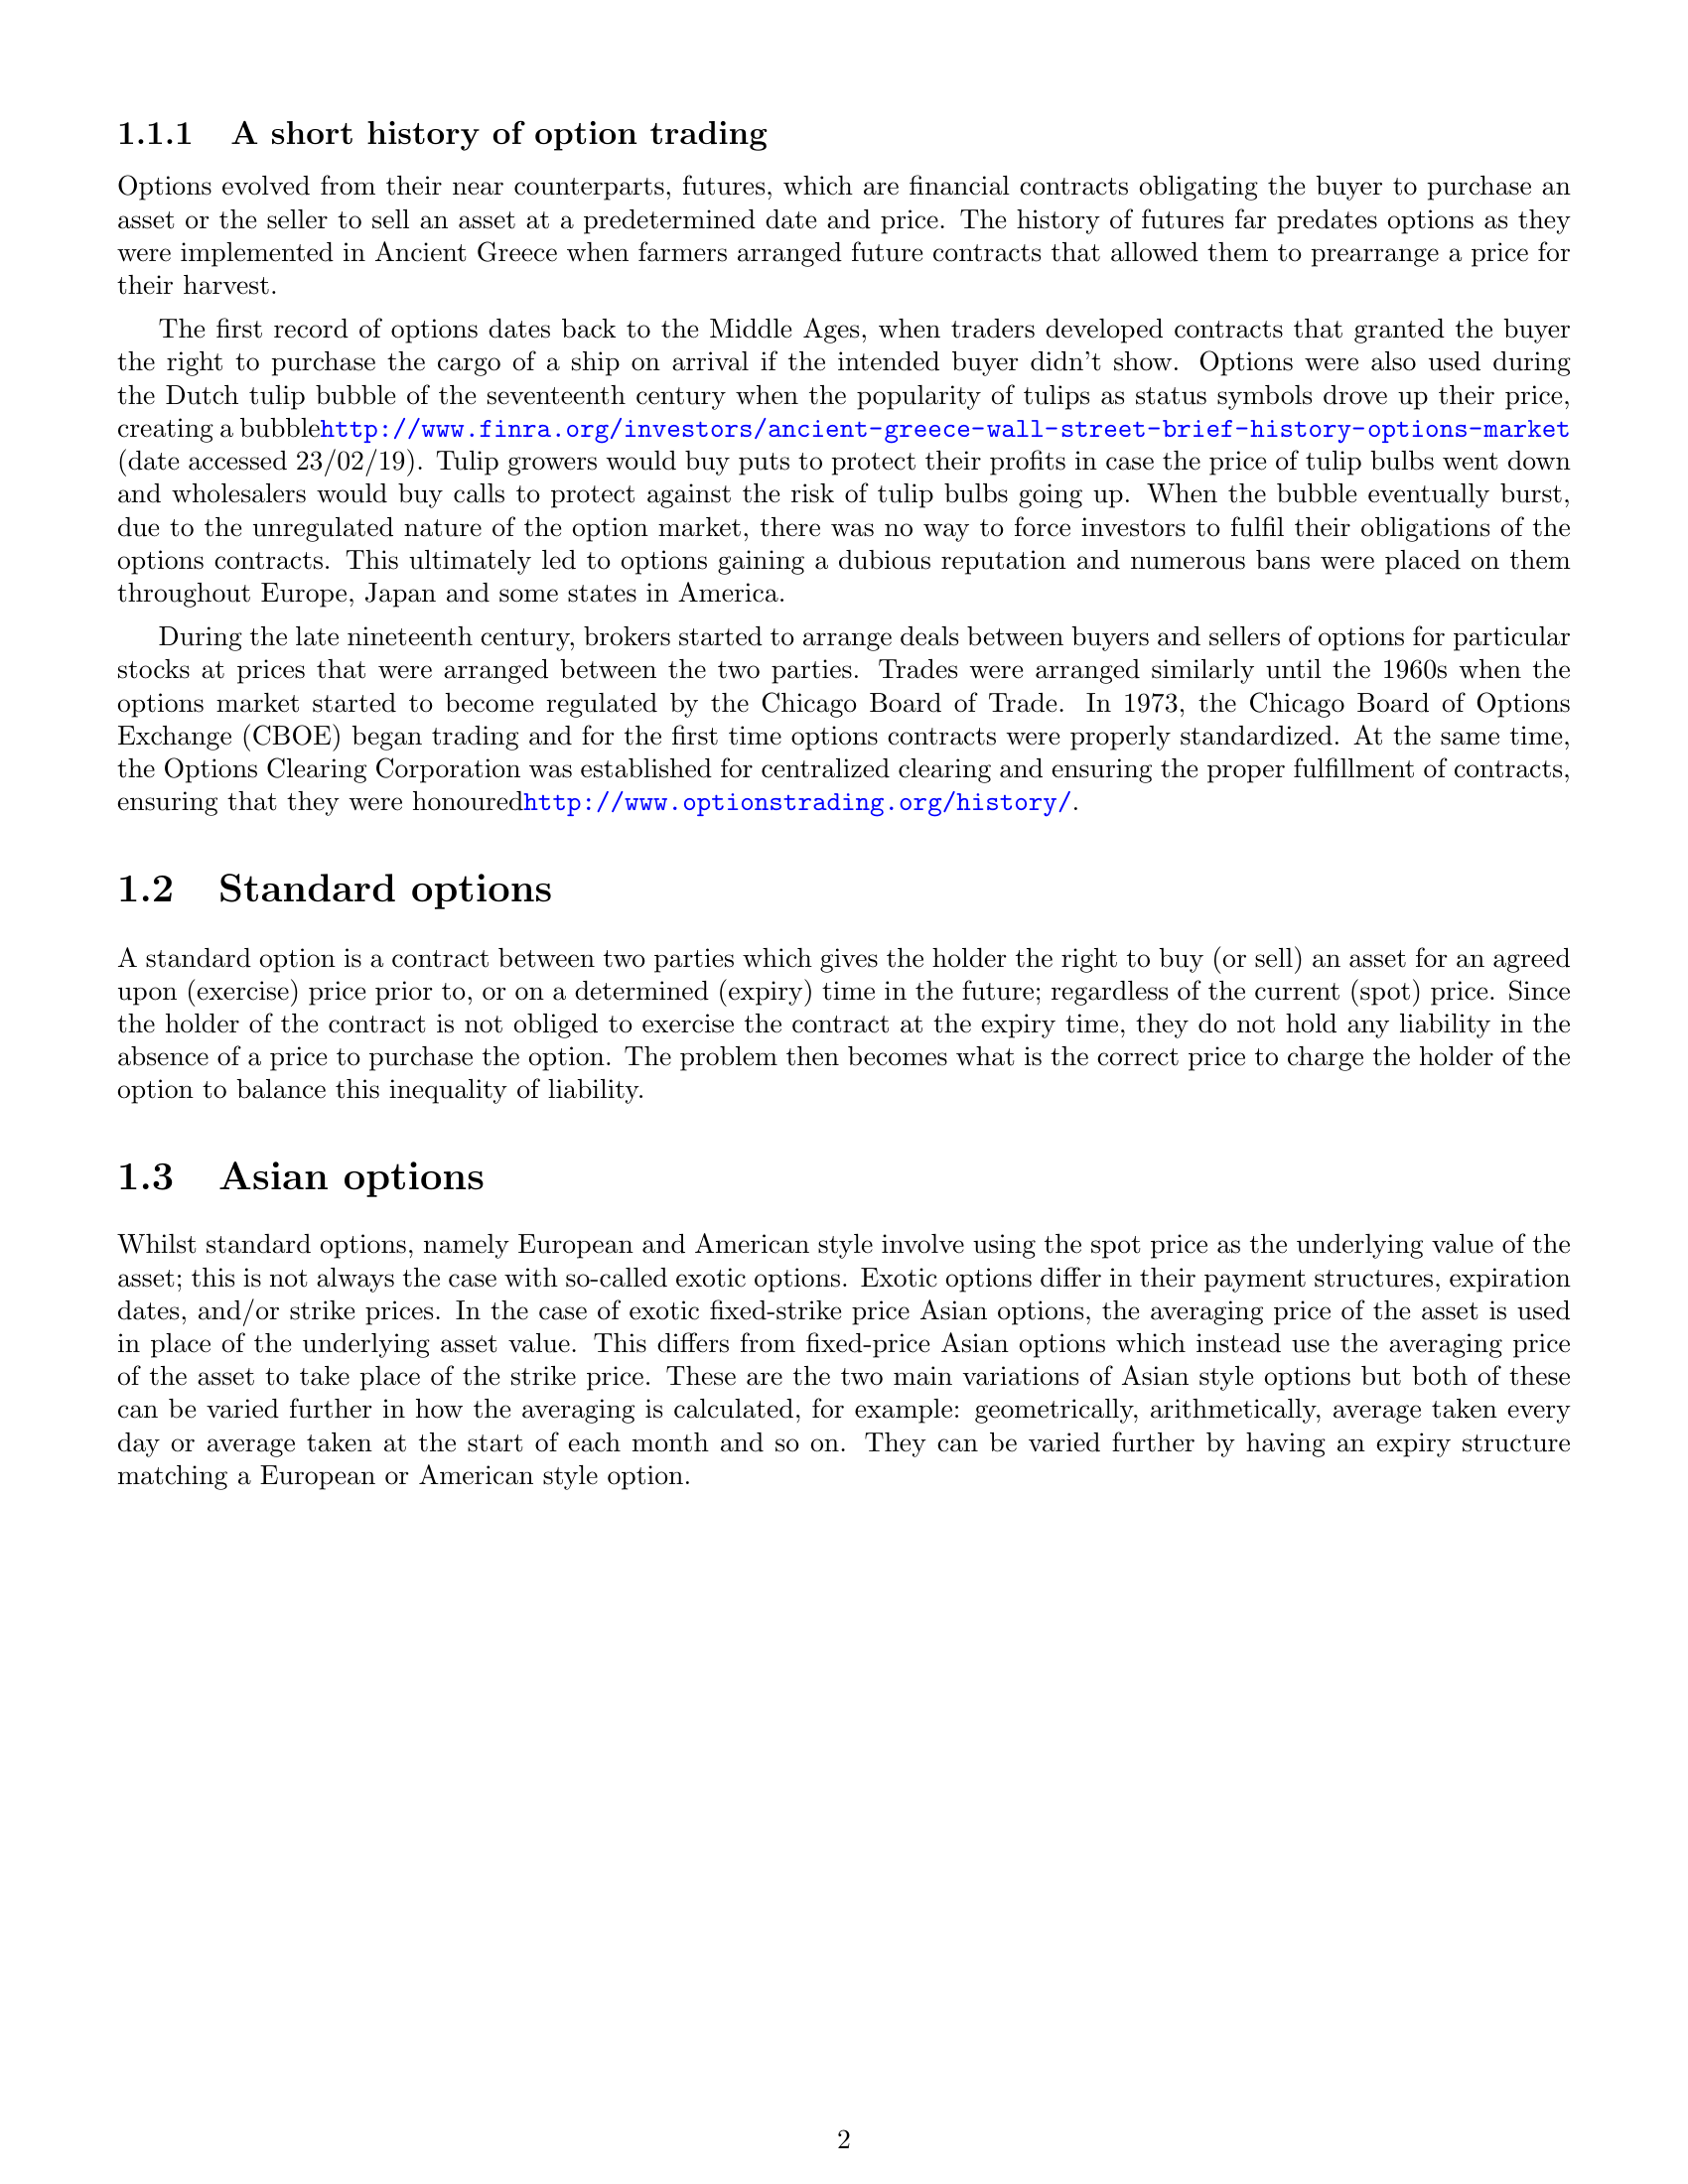 1.1.1 A short history of option trading
Options evolved from their near counterparts, futures, which are financial contracts obligating the buyer to purchase an
asset or the seller to sell an asset at a predetermined date and price. The history of futures far predates options as they
were implemented in Ancient Greece when farmers arranged future contracts that allowed them to prearrange a price for
their harvest.
The first record of options dates back to the Middle Ages, when traders developed contracts that granted the buyer
the right to purchase the cargo of a ship on arrival if the intended buyer didn't show. Options were also used during
the Dutch tulip bubble of the seventeenth century when the popularity of tulips as status symbols drove up their price,
creating a bubblehttp://www.finra.org/investors/ancient-greece-wall-street-brief-history-options-market
(date accessed 23/02/19). Tulip growers would buy puts to protect their profits in case the price of tulip bulbs went down
and wholesalers would buy calls to protect against the risk of tulip bulbs going up. When the bubble eventually burst,
due to the unregulated nature of the option market, there was no way to force investors to fulfil their obligations of the
options contracts. This ultimately led to options gaining a dubious reputation and numerous bans were placed on them
throughout Europe, Japan and some states in America.
During the late nineteenth century, brokers started to arrange deals between buyers and sellers of options for particular
stocks at prices that were arranged between the two parties. Trades were arranged similarly until the 1960s when the
options market started to become regulated by the Chicago Board of Trade. In 1973, the Chicago Board of Options
Exchange (CBOE) began trading and for the first time options contracts were properly standardized. At the same time,
the Options Clearing Corporation was established for centralized clearing and ensuring the proper fulfillment of contracts,
ensuring that they were honouredhttp://www.optionstrading.org/history/.
1.2 Standard options
A standard option is a contract between two parties which gives the holder the right to buy (or sell) an asset for an agreed
upon (exercise) price prior to, or on a determined (expiry) time in the future; regardless of the current (spot) price. Since
the holder of the contract is not obliged to exercise the contract at the expiry time, they do not hold any liability in the
absence of a price to purchase the option. The problem then becomes what is the correct price to charge the holder of the
option to balance this inequality of liability.
1.3 Asian options
Whilst standard options, namely European and American style involve using the spot price as the underlying value of the
asset; this is not always the case with so-called exotic options. Exotic options differ in their payment structures, expiration
dates, and/or strike prices. In the case of exotic fixed-strike price Asian options, the averaging price of the asset is used
in place of the underlying asset value. This differs from fixed-price Asian options which instead use the averaging price
of the asset to take place of the strike price. These are the two main variations of Asian style options but both of these
can be varied further in how the averaging is calculated, for example: geometrically, arithmetically, average taken every
day or average taken at the start of each month and so on. They can be varied further by having an expiry structure
matching a European or American style option.
2